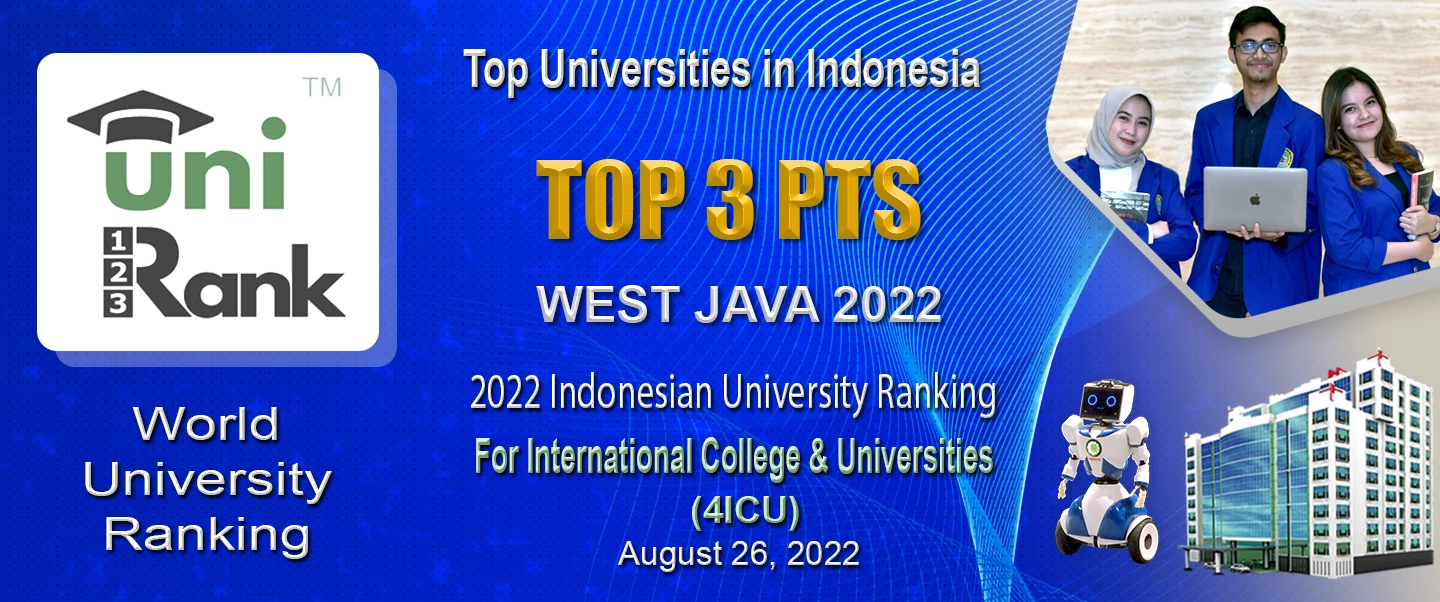 TM
uni
1
2
3
Rank
World
University
Ranking
Top Universities in Indonesia
TOP 3 PTS
WEST JAVA 2022
2022 Indonesian University Ranking
For International College & Universities
(4ICU)
August 26, 2022